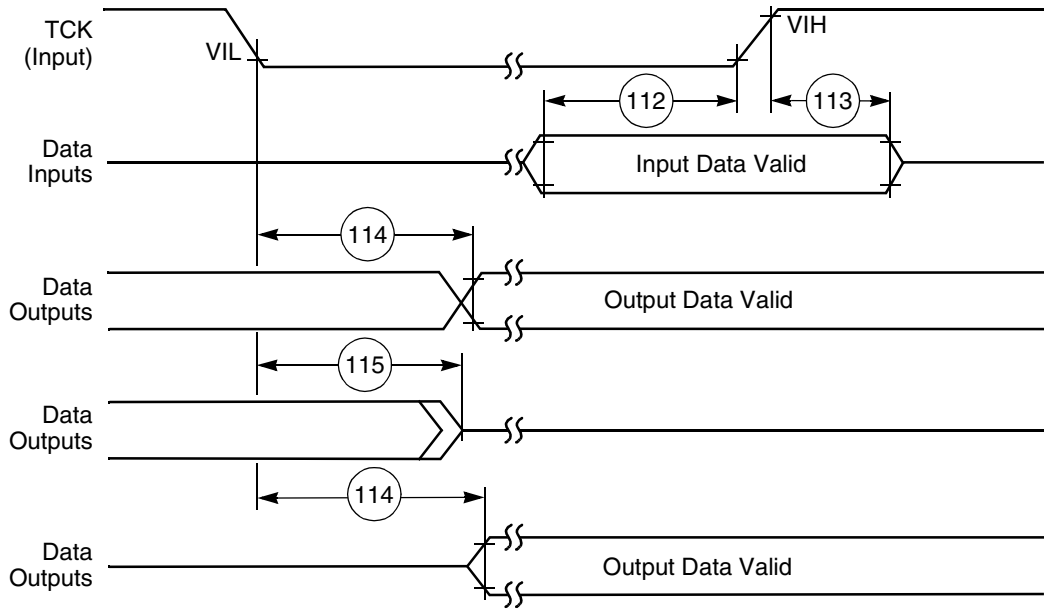 TCK
(Input)
VIL
VIH
112
113
Data
Inputs
Input Data Valid
114
Data
Outputs
Output Data Valid
115
Data
Outputs
114
Data
Outputs
Output Data Valid